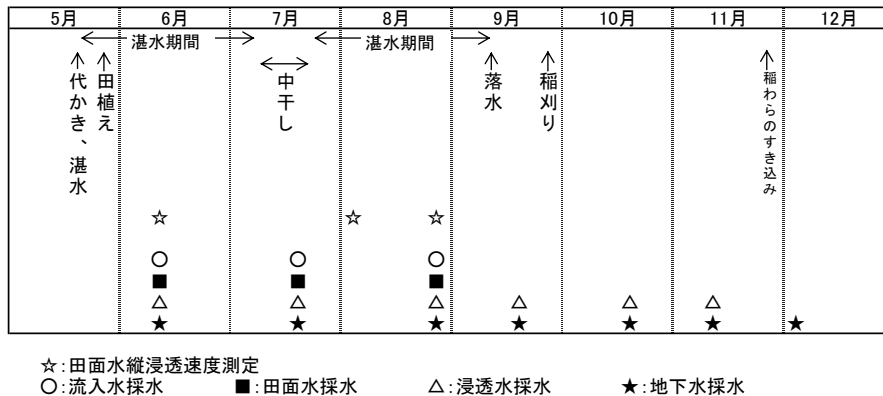 5月 6月 7月 8月 9月 10月 11月 12月
湛水期間 湛水期間
代かき、湛水
田植え
中干し
落水
稲刈り
稲わらのすき込み
☆ ☆ ☆
○ ○ ○
■ ■ ■
△ △ △ △ △ △
★ ★ ★ ★ ★ ★ ★
☆:田面水縦浸透速度測定
○:流入水採水 ■:田面水採水 △:浸透水採水 ★:地下水採水